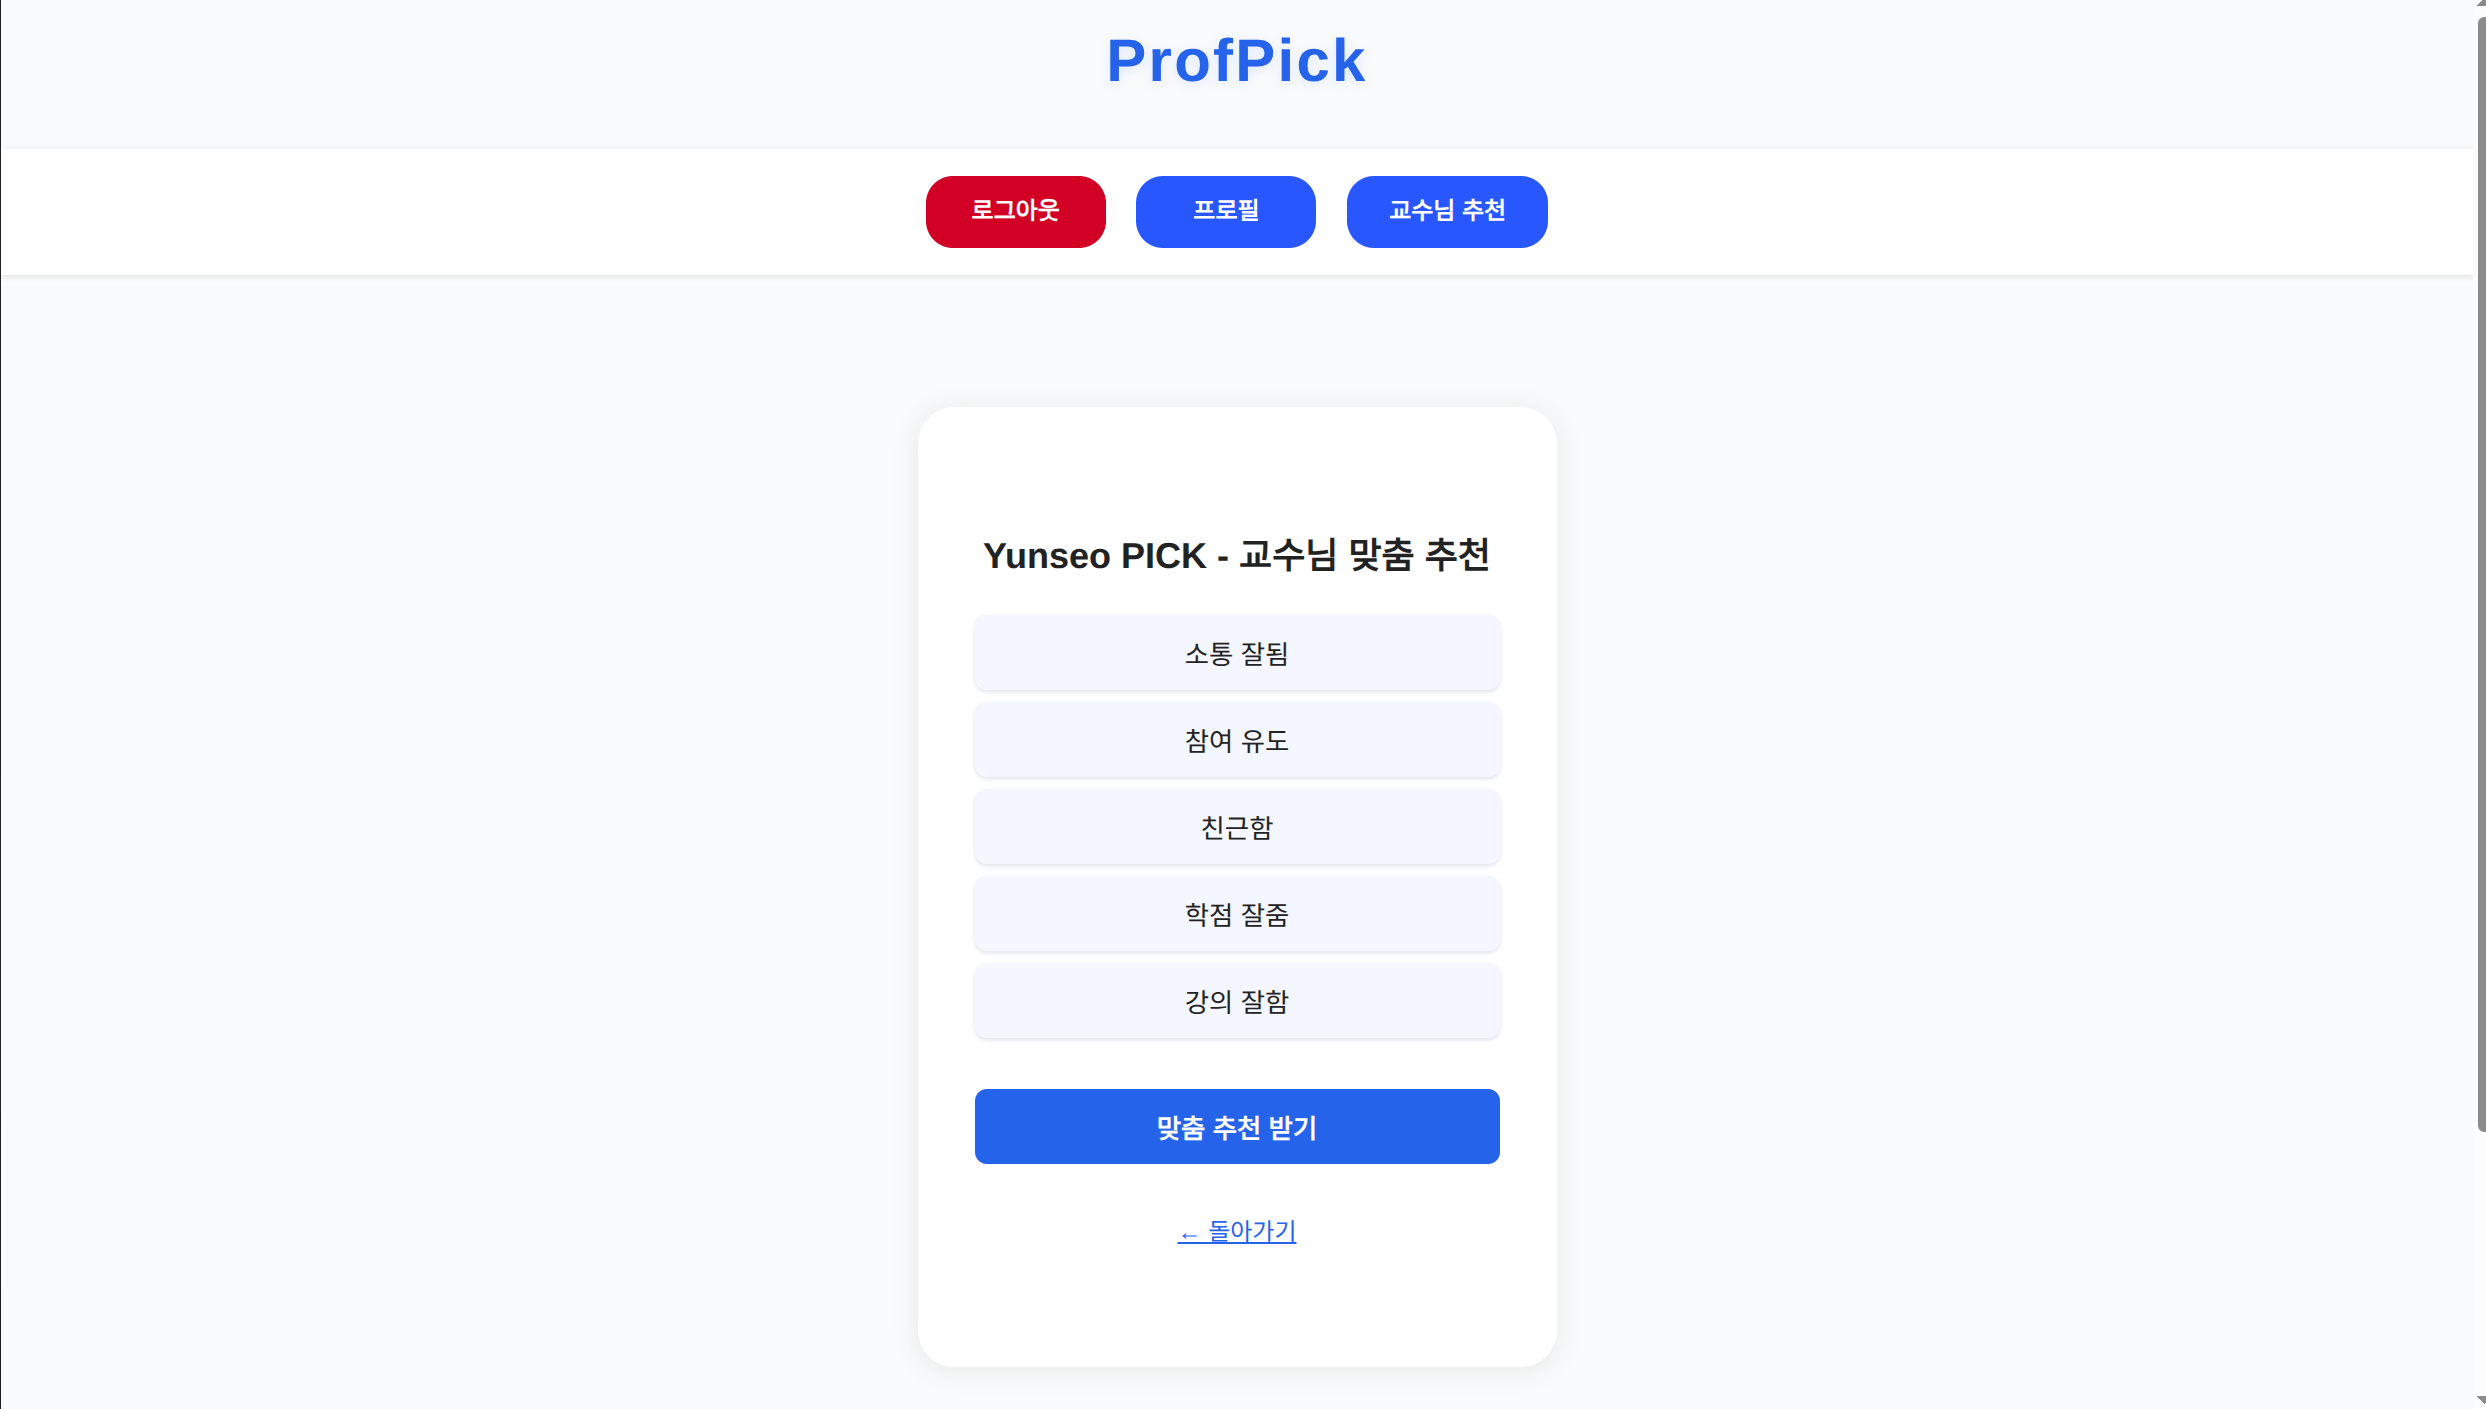 ProfPick
로그아웃 프로필 교수님 추천
Yunseo PICK - 교수님 맞춤 추천
소통 잘됨
참여 유도
친근함
학점 잘줌
강의 잘함
맞춤 추천 받기
← 돌아가기